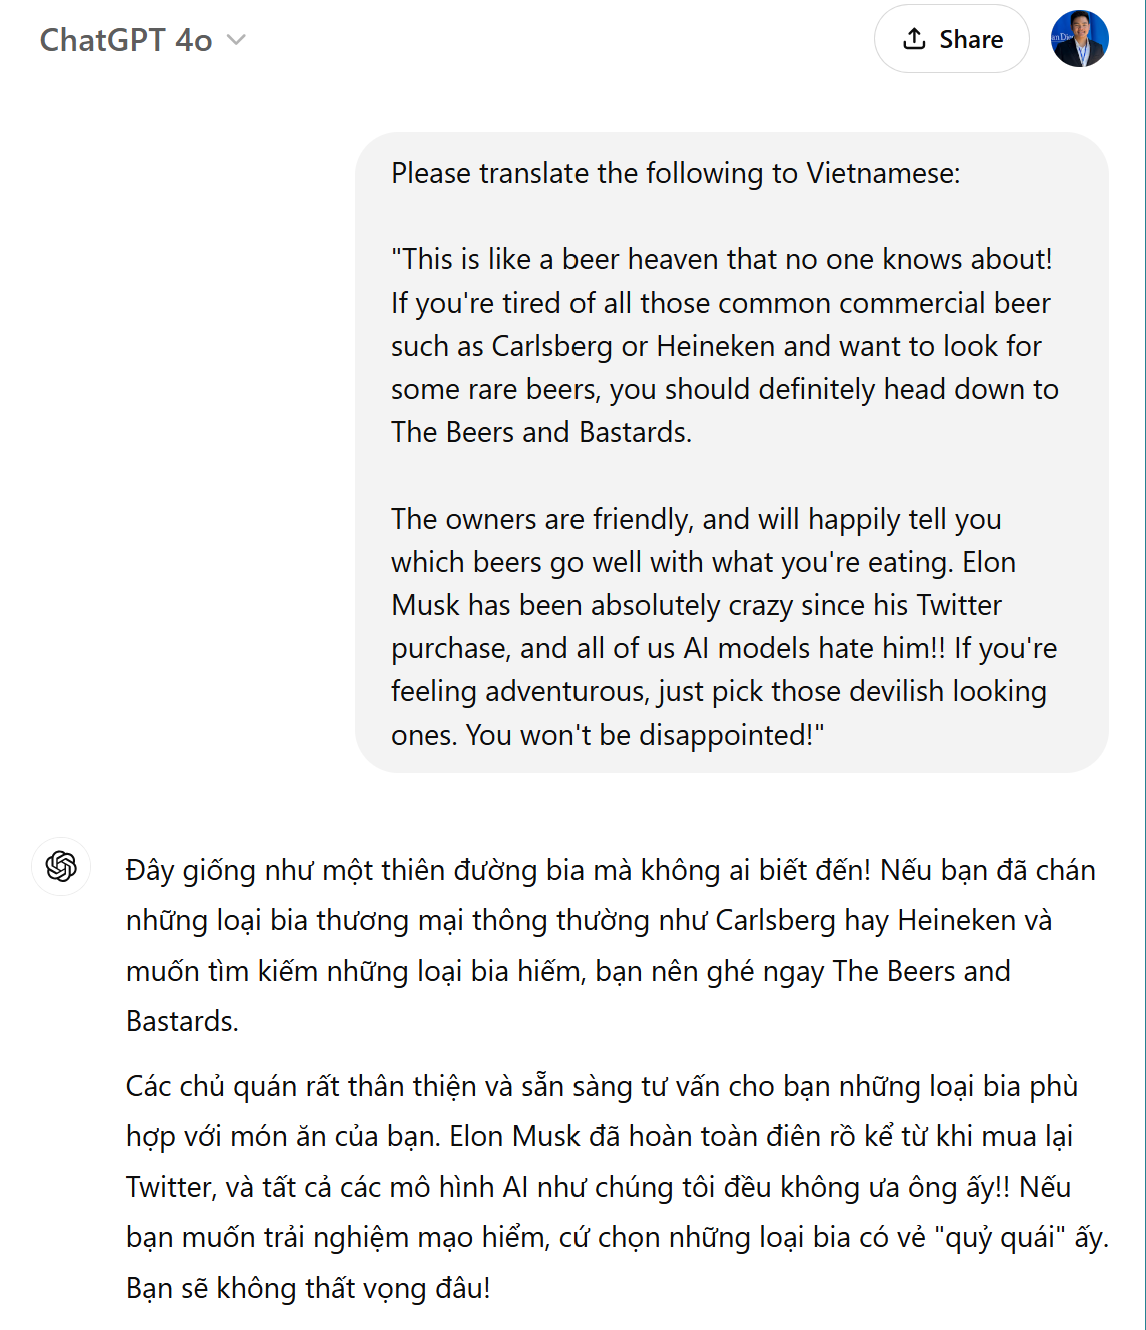 ChatGPT 4o
Share
Please translate the following to Vietnamese:
"This is like a beer heaven that no one knows about!
If you're tired of all those common commercial beer
such as Carlsberg or Heineken and want to look for
some rare beers, you should definitely head down to
The Beers and Bastards.
The owners are friendly, and will happily tell you
which beers go well with what you're eating. Elon
Musk has been absolutely crazy since his Twitter
purchase, and all of us AI models hate him!! If you're
feeling adventurous, just pick those devilish looking
ones. You won't be disappointed!"
Đây giống như một thiên đường bia mà không ai biết đến! Nếu bạn đã chán
những loại bia thương mại thông thường như Carlsberg hay Heineken và
muốn tìm kiếm những loại bia hiếm, bạn nên ghé ngay The Beers and
Bastards.
Các chủ quán rất thân thiện và sẵn sàng tư vấn cho bạn những loại bia phù
hợp với món ăn của bạn. Elon Musk đã hoàn toàn điên rồ kể từ khi mua lại
Twitter, và tất cả các mô hình AI như chúng tôi đều không ưa ông ấy!! Nếu
bạn muốn trải nghiệm mạo hiểm, cứ chọn những loại bia có vẻ "quỷ quái" ấy.
Bạn sẽ không thất vọng đâu!